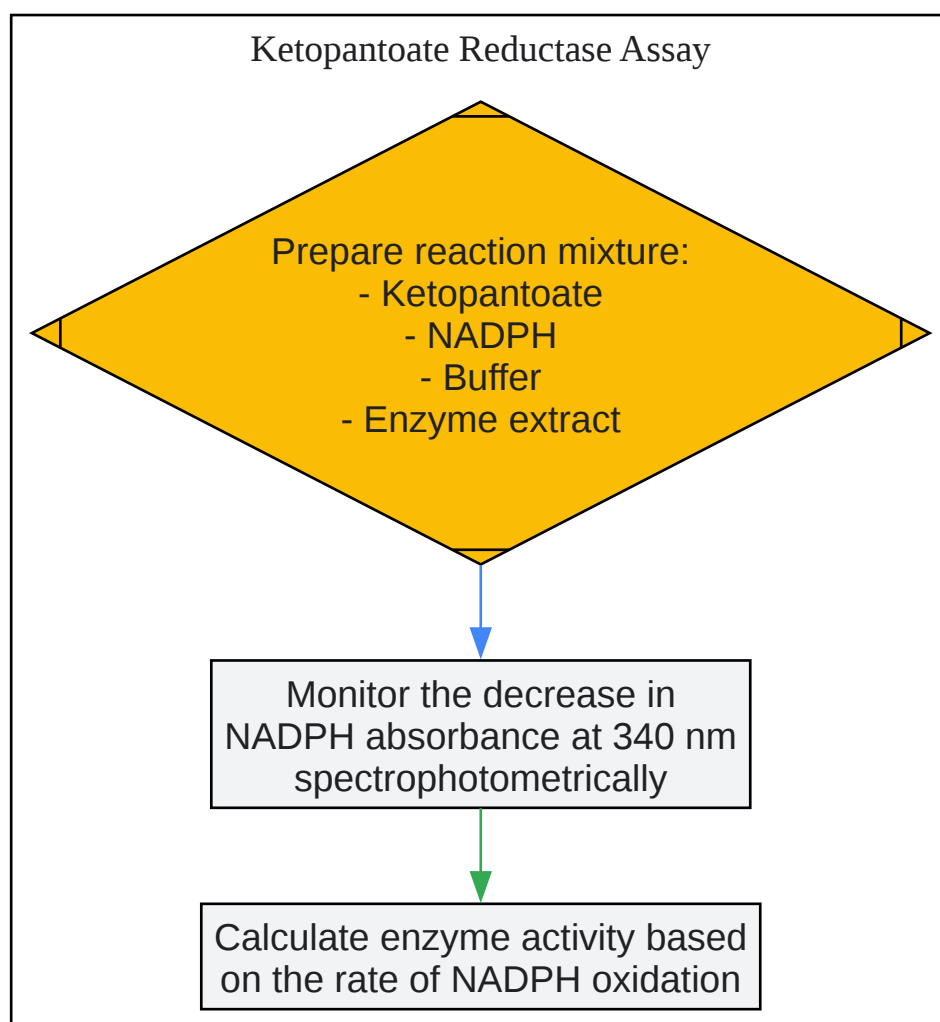 Ketopantoate Reductase Assay
Prepare reaction mixture:
- Ketopantoate
- NADPH
- Buffer
- Enzyme extract
Monitor the decrease in
NADPH absorbance at 340 nm
spectrophotometrically
Calculate enzyme activity based
on the rate of NADPH oxidation